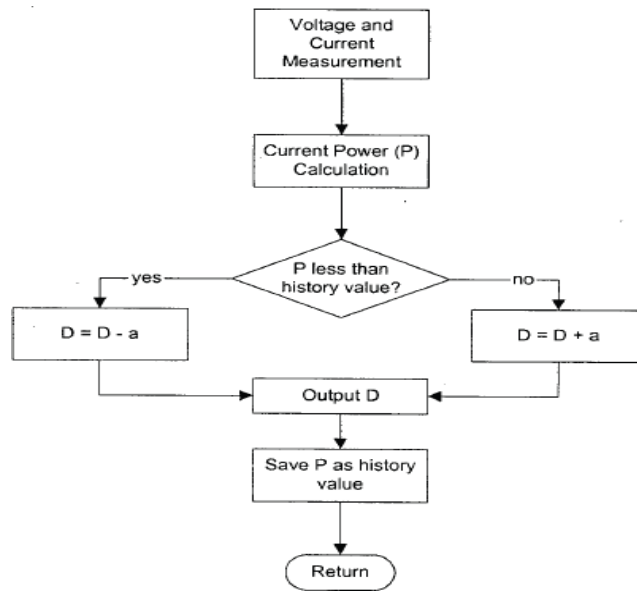 Voltage and
Current
Measurement
Current Power (P)
Calculation
P less than
history value?
yes
no
D = D - a
D = D + a
Output D
Save P as history
value
Return